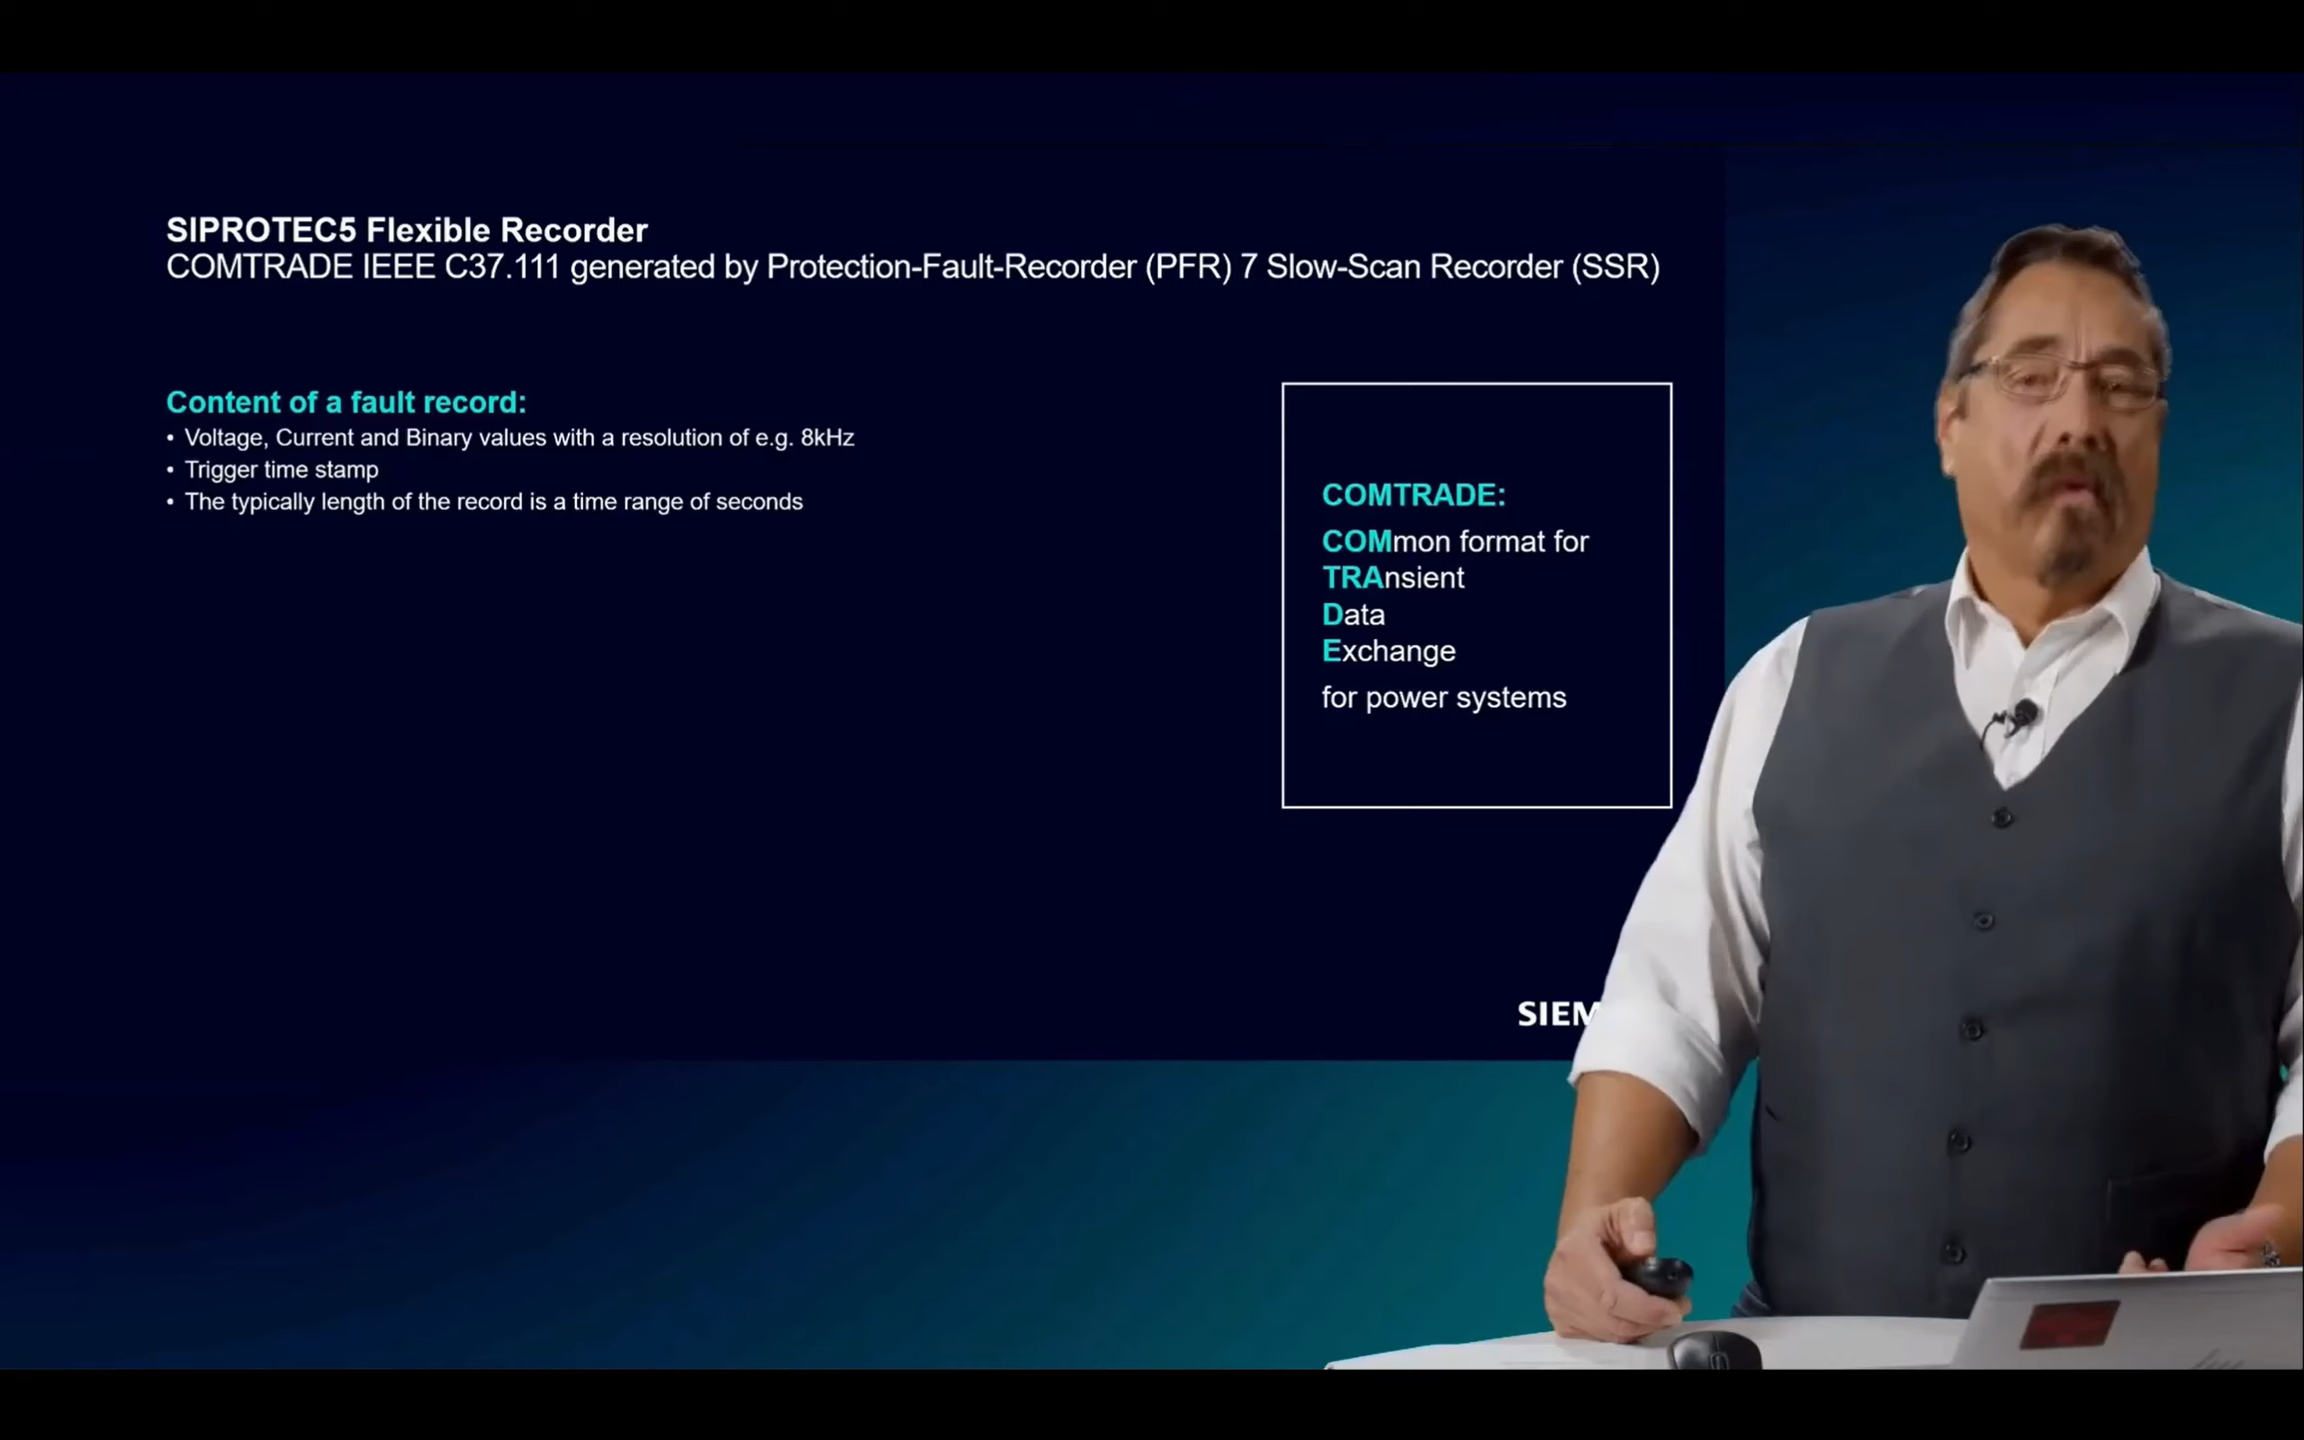 SIPROTEC5 Flexible Recorder
COMTRADE IEEE C37.111 generated by Protection-Fault-Recorder (PFR) 7 Slow-Scan Recorder (SSR)
Content of a fault record:
• Voltage, Current and Binary values with a resolution of e.g. 8kHz
• Trigger time stamp
• The typically length of the record is a time range of seconds
COMTRADE:
COMmon format for
TRAnsient
Data
Exchange
for power systems
SIEM